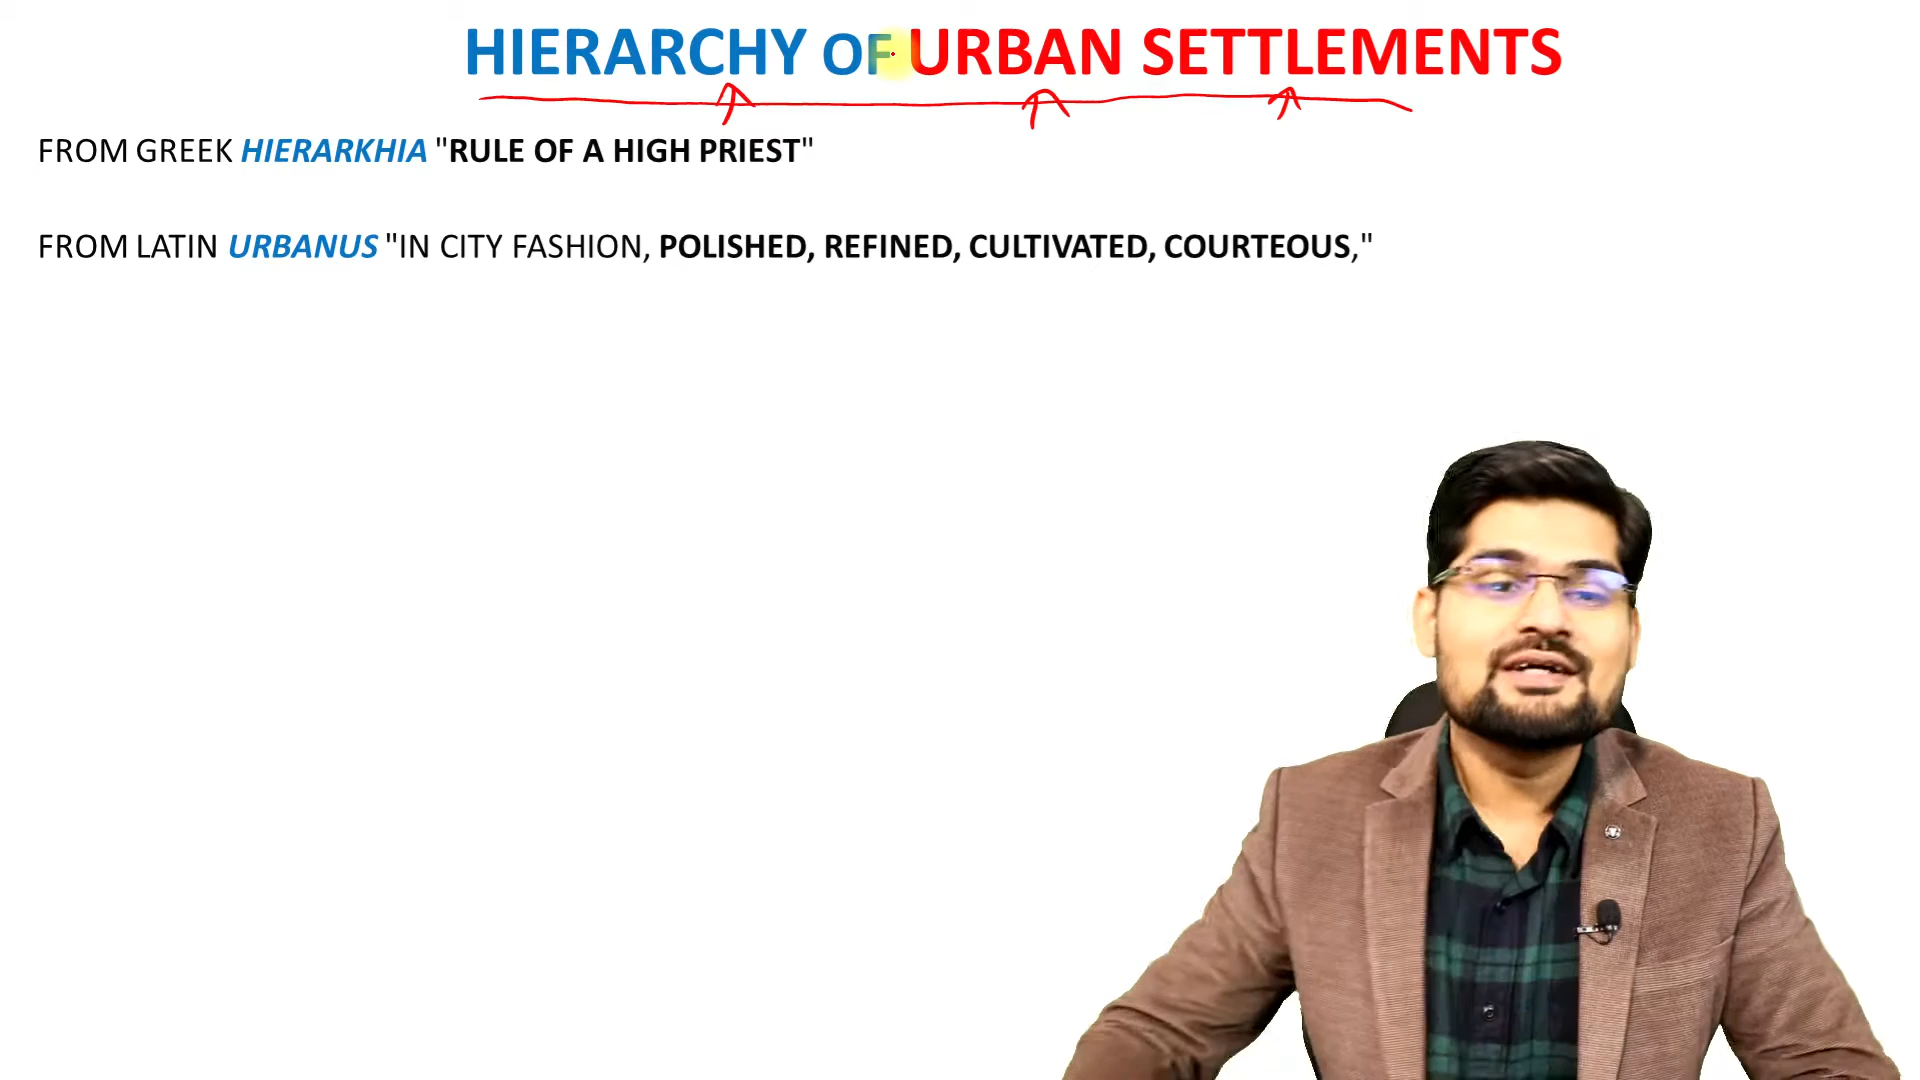 HIERARCHY OF URBAN SETTLEMENTS
FROM GREEK HIERARKHIA "RULE OF A HIGH PRIEST"
FROM LATIN URBANUS "IN CITY FASHION, POLISHED, REFINED, CULTIVATED, COURTEOUS,"